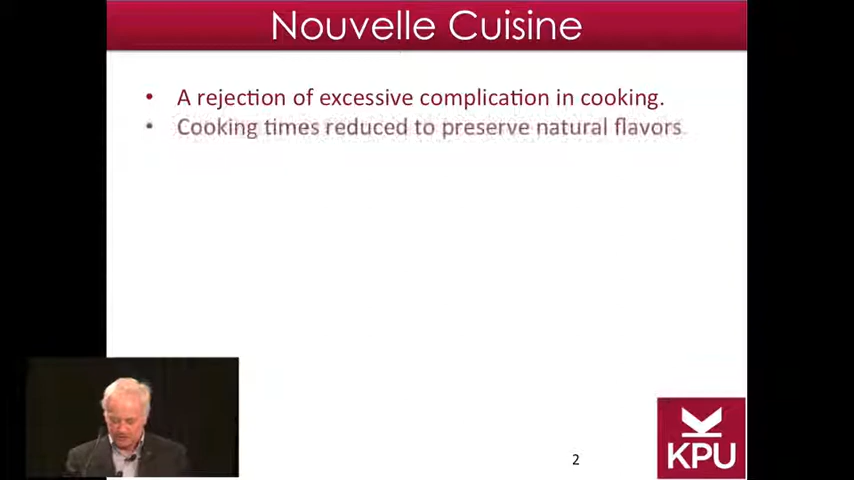 Nouvelle Cuisine
• A rejection of excessive complication in cooking.
• Cooking times reduced to preserve natural flavors
2
KPU